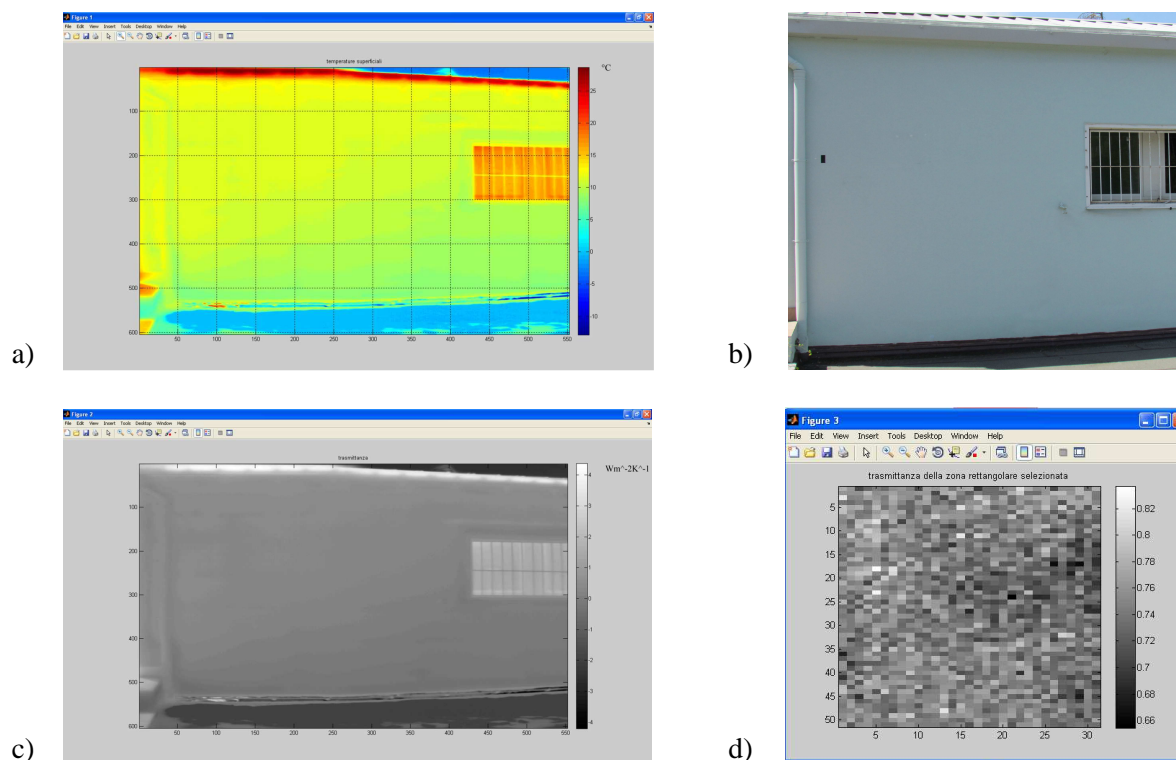 Figure 1
File Edit View Insert Tools Desktop Window Help
temperature superficiali
°C
25
20
15
10
5
0
-5
-10
100
200
300
400
500
600
50 100 150 200 250 300 350 400 450 500 550
a)
b)
Figure 2
File Edit View Insert Tools Desktop Window Help
trasmittanza
Wm^-2K^-1
4
3
2
1
0
-1
-2
-3
-4
100
200
300
400
500
600
50 100 150 200 250 300 350 400 450 500 550
c)
Figure 3
File Edit View Insert Tools Desktop Window Help
trasmittanza della zona rettangolare selezionata
5
10
15
20
25
30
35
40
45
50
5 10 15 20 25 30
0.82
0.8
0.78
0.76
0.74
0.72
0.7
0.68
0.66
d)